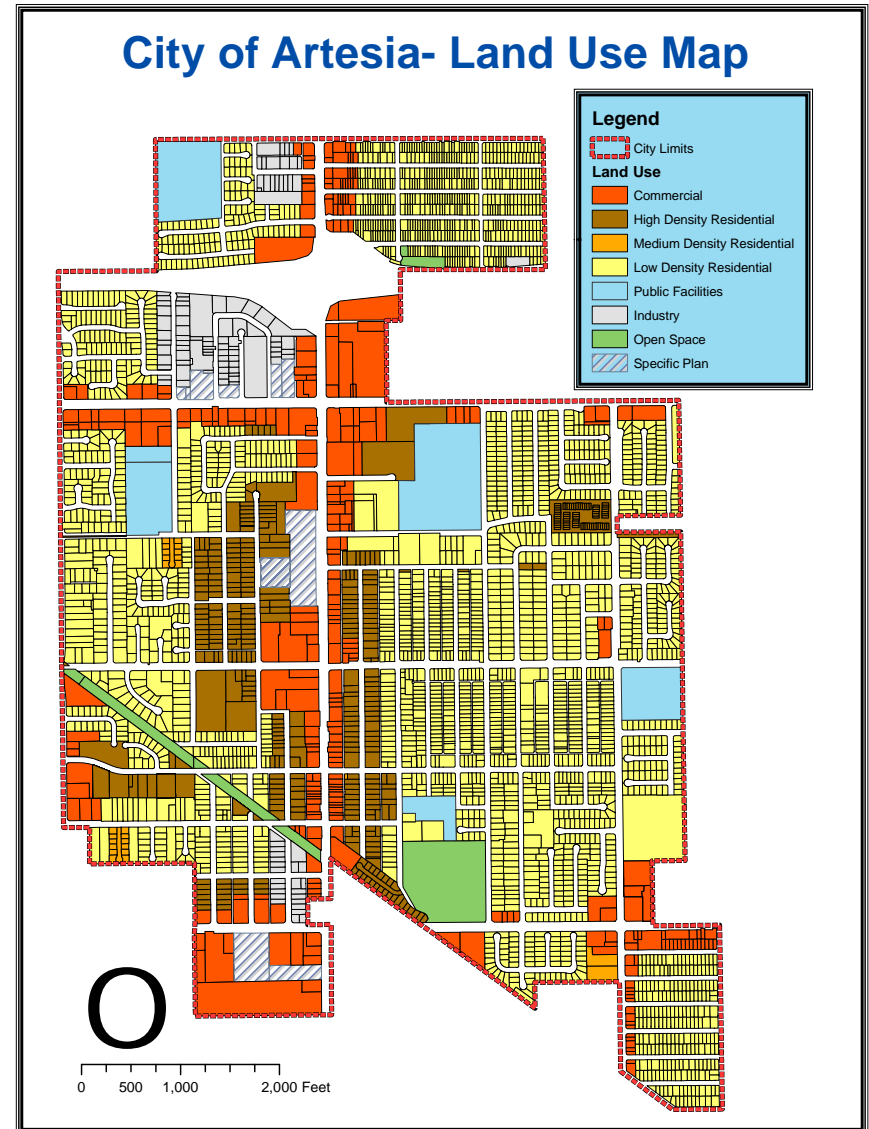 City of Artesia- Land Use Map
Legend
City Limits
Land Use
Commercial
High Density Residential
Medium Density Residential
Low Density Residential
Public Facilities
Industry
Open Space
Specific Plan
O
0 500 1,000 2,000 Feet